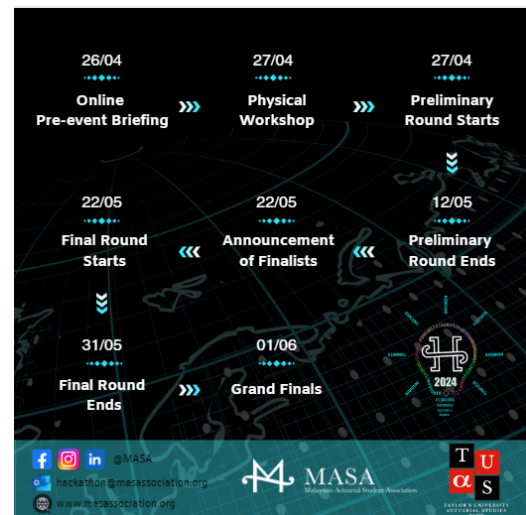 26/04
Online
Pre-event Briefing
27/04
Physical
Workshop
27/04
Preliminary
Round Starts
12/05
Preliminary
Round Ends
22/05
Announcement
of Finalists
22/05
Final Round
Starts
31/05
Final Round
Ends
01/06
Grand Finals
H
2024
@MASA
hackathon@masassociation.org
www.masassociation.org
MASA
Malaysian Actuarial Student Association
T U
α S
TAYLOR'S UNIVERSITY
ACTUARIAL STUDIES